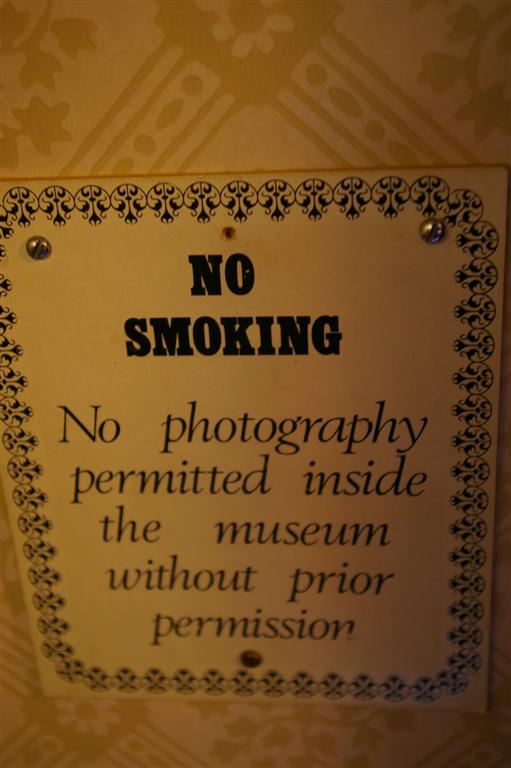 NO
SMOKING
No photography
permitted inside
the museum
without prior
permission